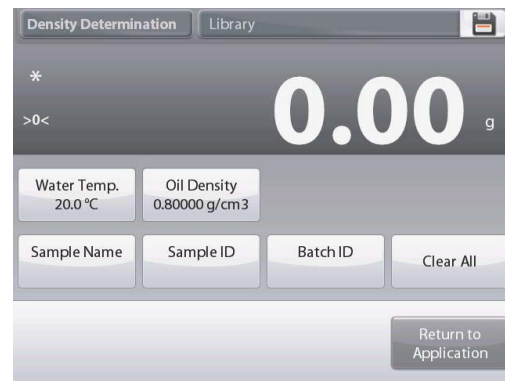 Density Determination
Library
*
>0<
0.00 g
Water Temp.
20.0 °C
Oil Density
0.80000 g/cm3
Sample Name
Sample ID
Batch ID
Clear All
Return to
Application